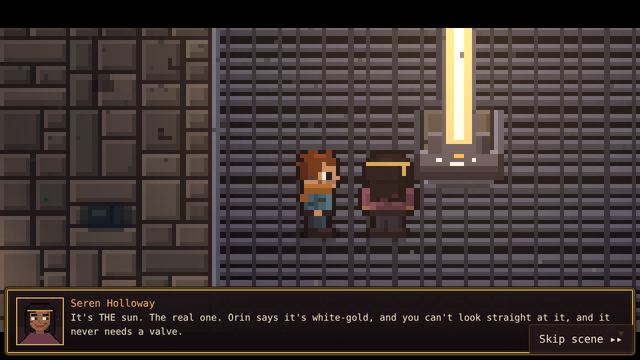 Seren Holloway
It's THE sun. The real one. Orin says it's white-gold, and you can't look straight at it, and it
never needs a valve.
Skip scene ▸▸